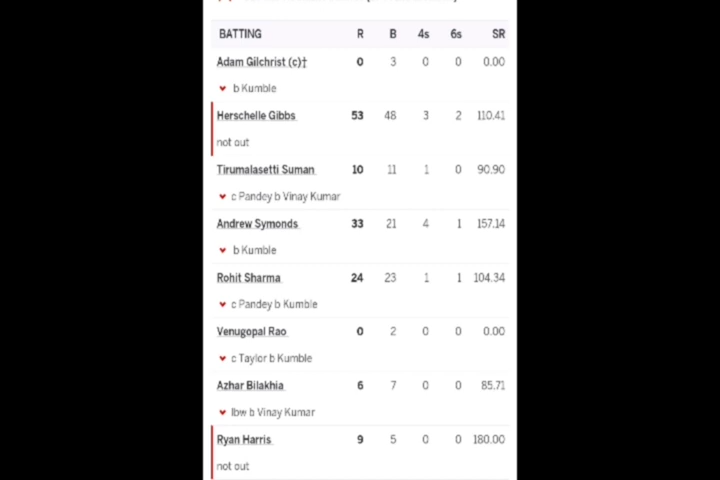 BATTING R B 4s 6s SR
Adam Gilchrist (c)† 0 3 0 0 0.00
b Kumble
Herschelle Gibbs 53 48 3 2 110.41
not out
Tirumalasetti Suman 10 11 1 0 90.90
c Pandey b Vinay Kumar
Andrew Symonds 33 21 4 1 157.14
b Kumble
Rohit Sharma 24 23 1 1 104.34
c Pandey b Kumble
Venugopal Rao 0 2 0 0 0.00
c Taylor b Kumble
Azhar Bilakhia 6 7 0 0 85.71
lbw b Vinay Kumar
Ryan Harris 9 5 0 0 180.00
not out